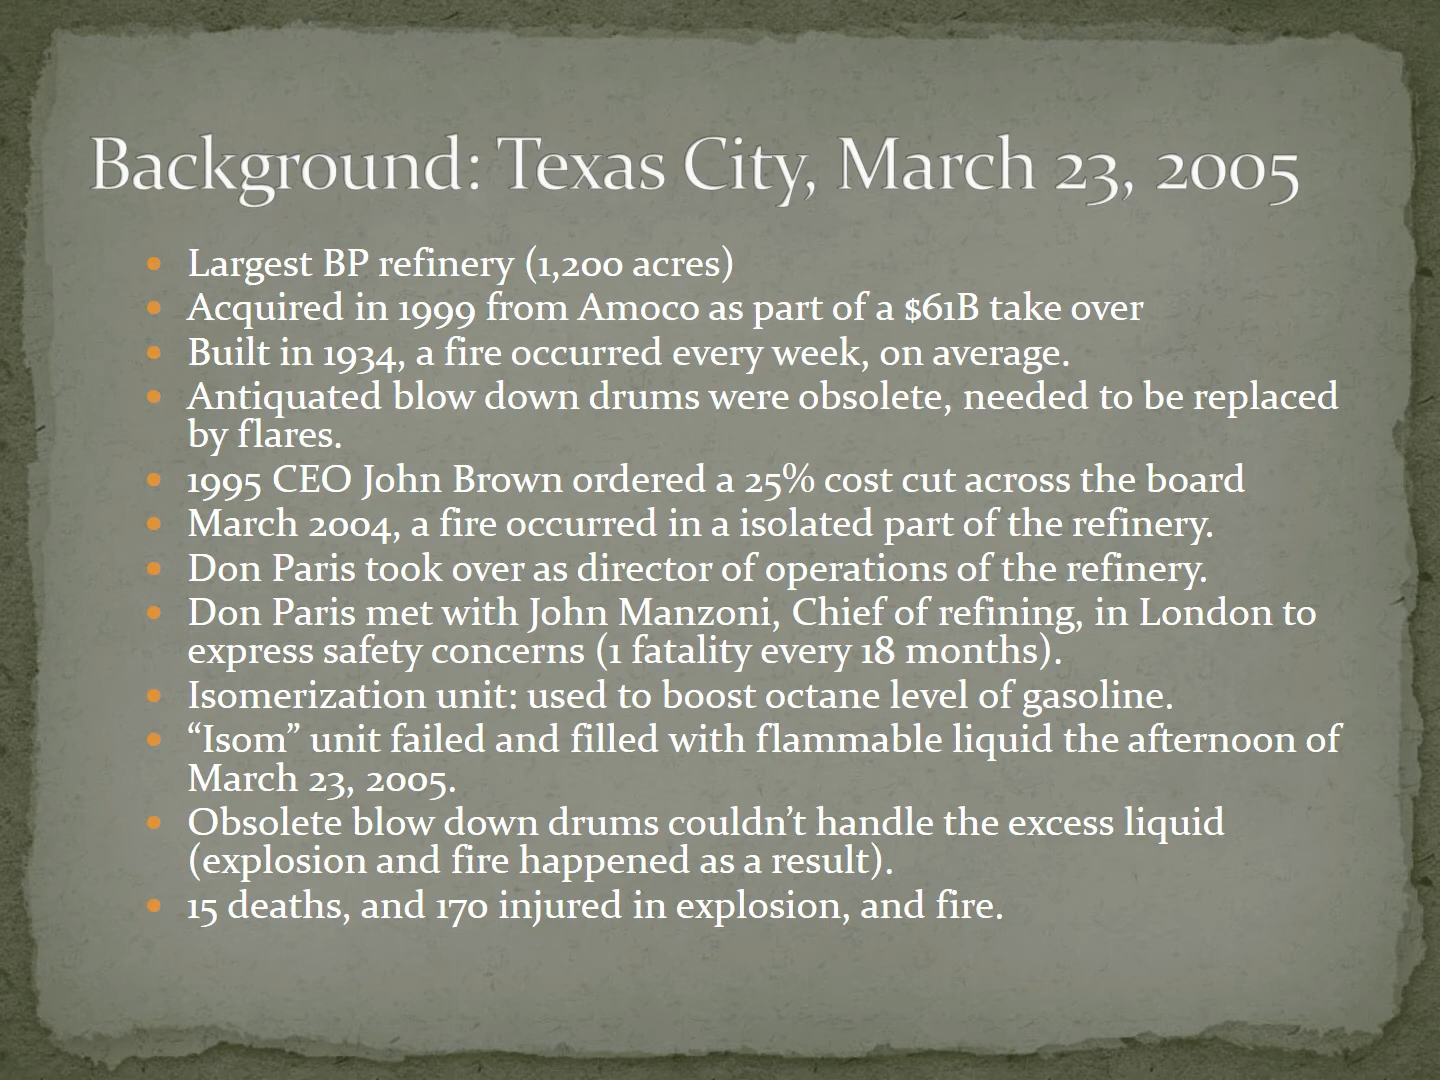 Background: Texas City, March 23, 2005
Largest BP refinery (1,200 acres)
Acquired in 1999 from Amoco as part of a $61B take over
Built in 1934, a fire occurred every week, on average.
Antiquated blow down drums were obsolete, needed to be replaced
by flares.
1995 CEO John Brown ordered a 25% cost cut across the board
March 2004, a fire occurred in a isolated part of the refinery.
Don Paris took over as director of operations of the refinery.
Don Paris met with John Manzoni, Chief of refining, in London to
express safety concerns (1 fatality every 18 months).
Isomerization unit: used to boost octane level of gasoline.
“Isom” unit failed and filled with flammable liquid the afternoon of
March 23, 2005.
Obsolete blow down drums couldn’t handle the excess liquid
(explosion and fire happened as a result).
15 deaths, and 170 injured in explosion, and fire.